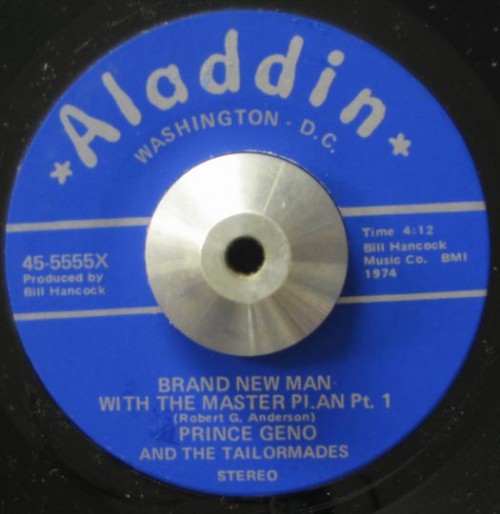 ★Aladdin★
WASHINGTON - D.C.
45-5555X
Produced by
Bill Hancock
Time 4:12
Bill Hancock
Music Co. BMI
1974
BRAND NEW MAN
WITH THE MASTER PLAN Pt. 1
(Robert G. Anderson)
PRINCE GENO
AND THE TAILORMADES
STEREO